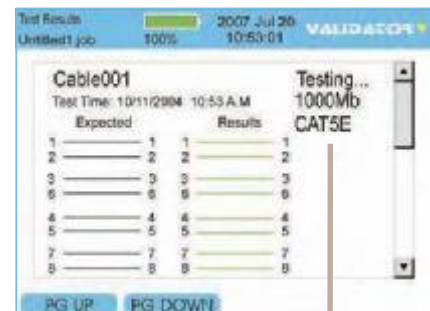 Test Results 2007 Jul 20 VALIDATOR
Untitled1.job 100% 10:53:01
Cable001 Testing...
Test Time: 10/11/2004 10:53 A.M 1000Mb
Expected Results CAT5E
1 1 1 1
2 2 2 2
3 3 3 3
6 6 6 6
4 4 4 4
5 5 5 5
7 7 7 7
8 8 8 8
PG UP PG DOWN